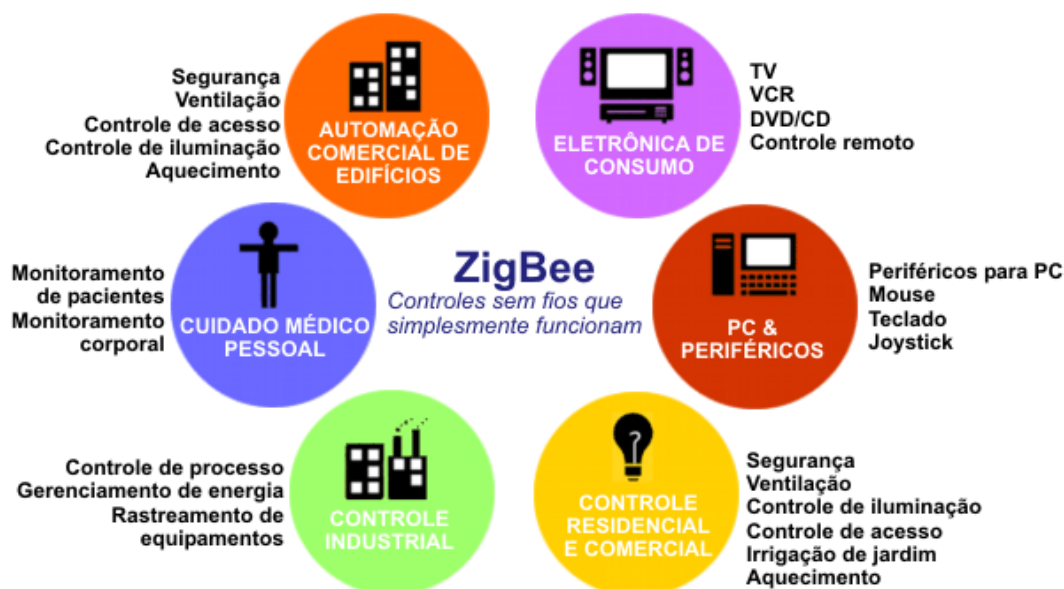 Segurança
Ventilação
Controle de acesso
Controle de iluminação
Aquecimento
AUTOMAÇÃO
COMERCIAL DE
EDIFÍCIOS
ELETRÔNICA DE
CONSUMO
TV
VCR
DVD/CD
Controle remoto
Monitoramento
de pacientes
Monitoramento
corporal
CUIDADO MÉDICO
PESSOAL
ZigBee
Controles sem fios que
simplesmente funcionam
PC &
PERIFÉRICOS
Periféricos para PC
Mouse
Teclado
Joystick
Controle de processo
Gerenciamento de energia
Rastreamento de
equipamentos
CONTROLE
INDUSTRIAL
?
CONTROLE
RESIDENCIAL
E COMERCIAL
Segurança
Ventilação
Controle de iluminação
Controle de acesso
Irrigação de jardim
Aquecimento